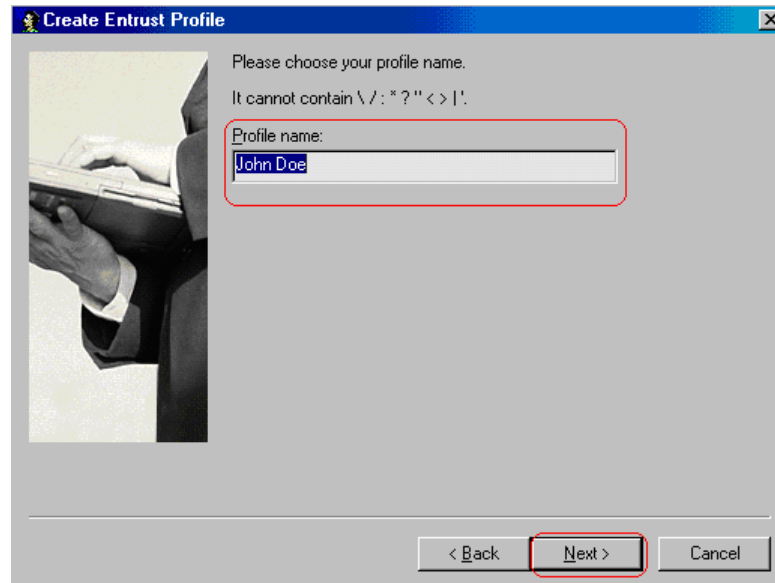 Create Entrust Profile
Please choose your profile name.
It cannot contain \ / : * ? " < > | '.
Profile name:
John Doe
< Back Next > Cancel